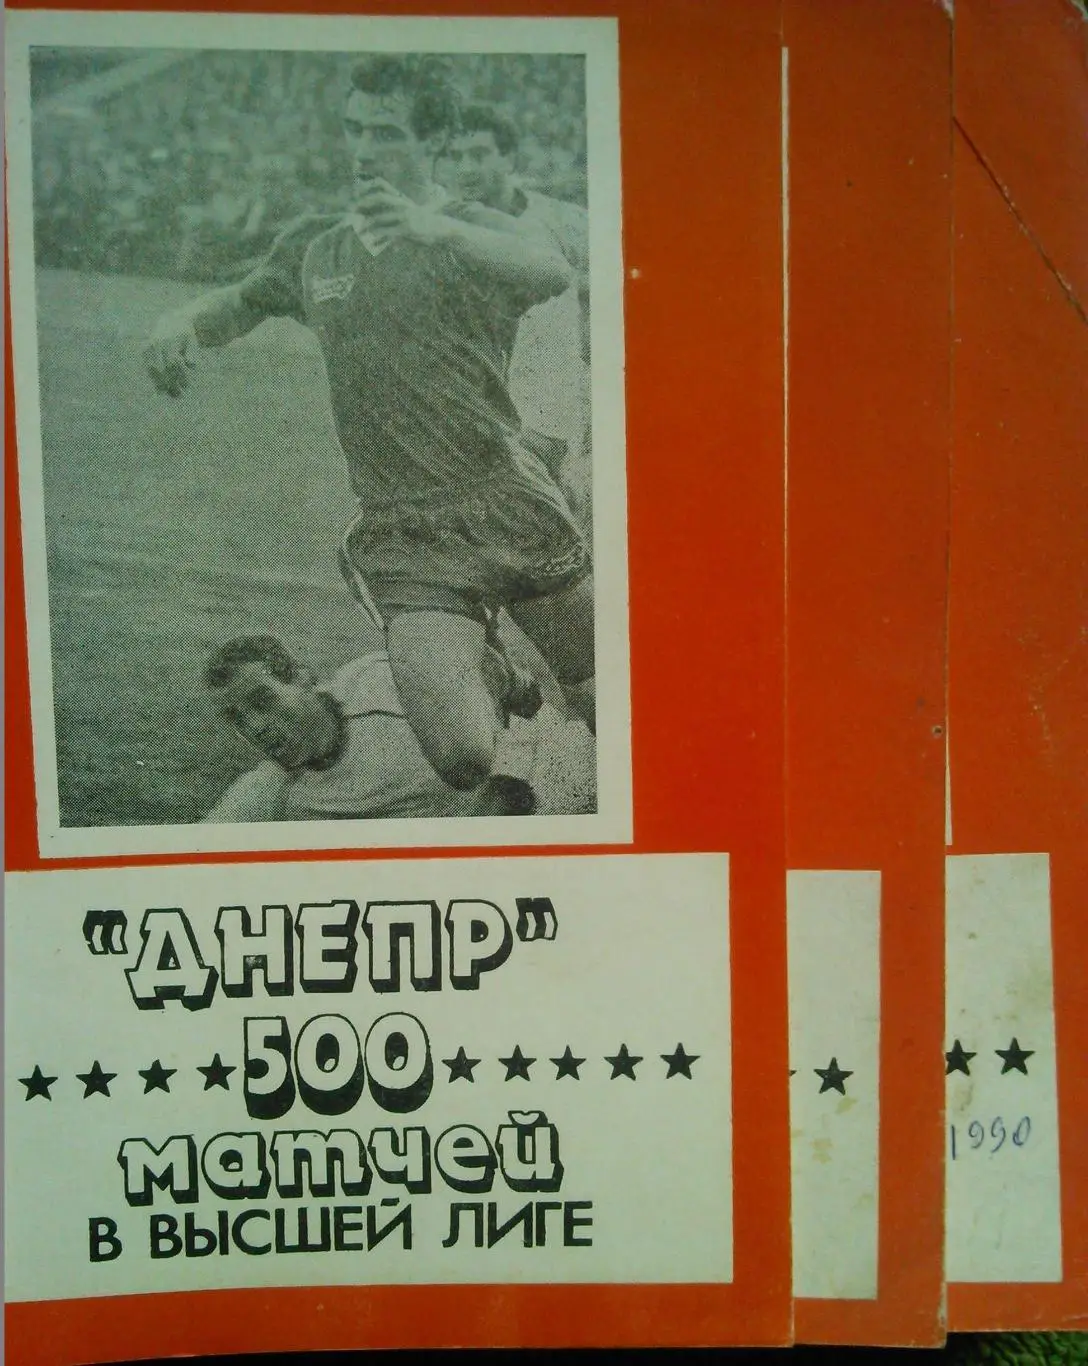 "ДНЕПР"
★ ★ ★ ★ 500 ★ ★ ★ ★ ★
матчей
В ВЫСШЕЙ ЛИГЕ
1990